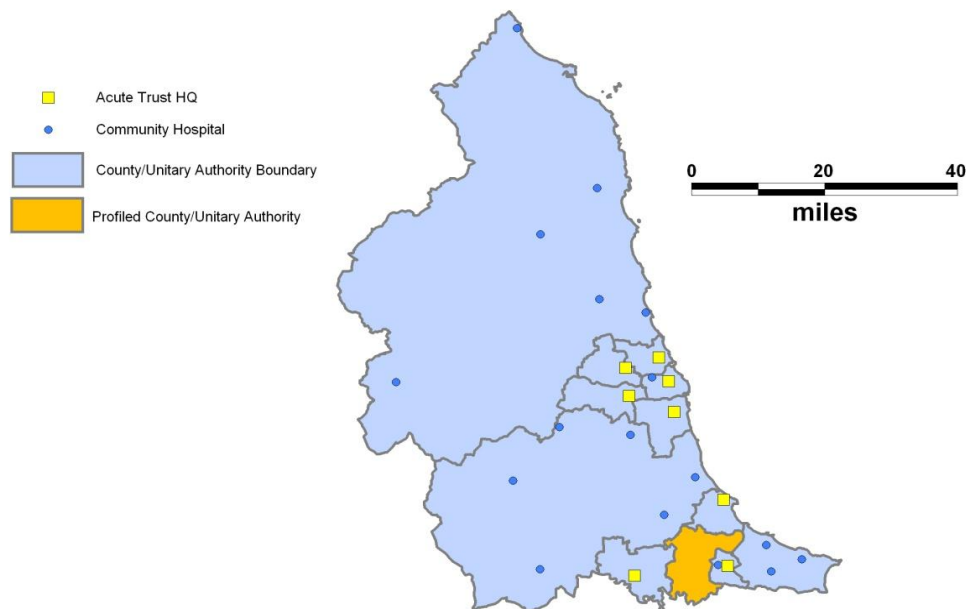 Acute Trust HQ
Community Hospital
County/Unitary Authority Boundary
Profiled County/Unitary Authority
0 20 40
miles